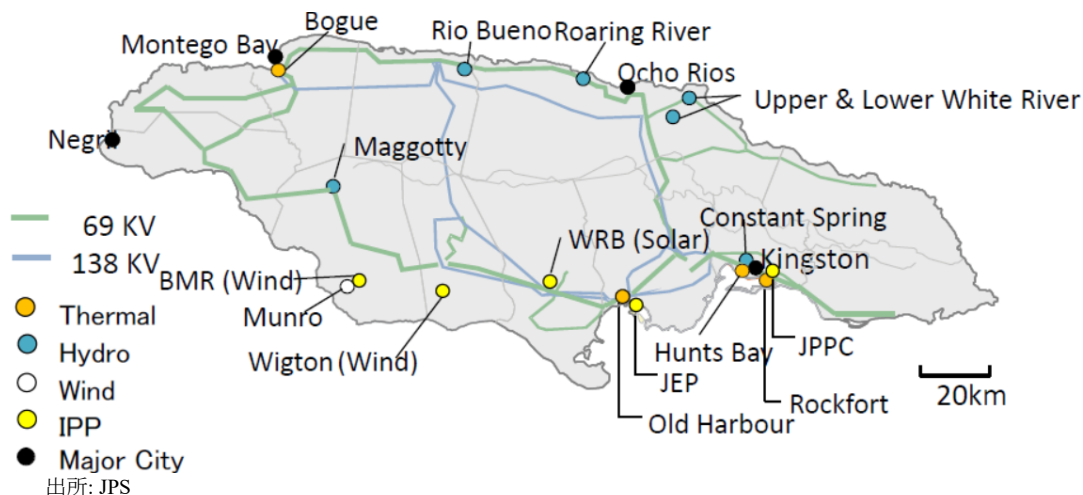 Bogue
Montego Bay
Rio Bueno
Roaring River
Ocho Rios
Upper & Lower White River
Negril
Maggotty
69 KV
138 KV
Constant Spring
WRB (Solar)
Kingston
BMR (Wind)
Munro
Wigton (Wind)
Hunts Bay
JPPC
JEP
Rockfort
Old Harbour
20km
Thermal
Hydro
Wind
IPP
Major City
出所: JPS